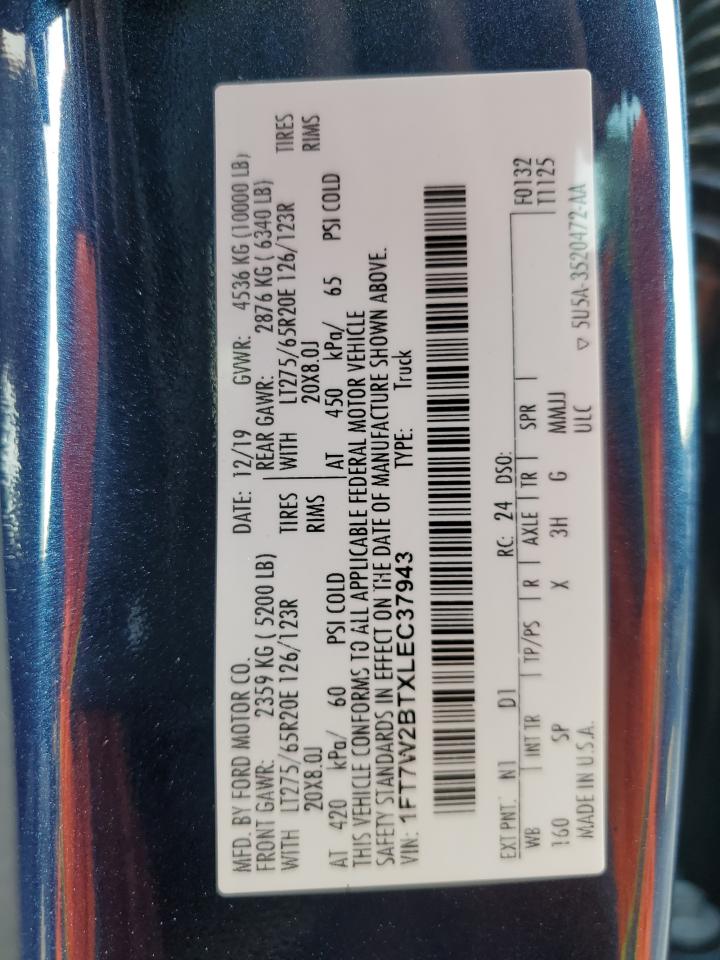 MFD. BY FORD MOTOR CO. DATE: 12/19 GVWR: 4536 KG (10000 LB)
FRONT GAWR: 2359 KG ( 5200 LB) REAR GAWR: 2876 KG ( 6340 LB)
WITH LT275/65R20E 126/123R TIRES WITH LT275/65R20E 126/123R TIRES
20X8.0J RIMS 20X8.0J RIMS
AT 420 kPa/ 60 PSI COLD AT 450 kPa/ 65 PSI COLD
THIS VEHICLE CONFORMS TO ALL APPLICABLE FEDERAL MOTOR VEHICLE
SAFETY STANDARDS IN EFFECT ON THE DATE OF MANUFACTURE SHOWN ABOVE.
VIN: 1FT7W2BTXLEC37943 TYPE: Truck
EXT PNT: N1 D1 RC: 24 DSO: F0132
WB INT TR TP/PS R AXLE TR SPR T1125
160 SP X 3H G MMJJ
MADE IN U.S.A. ULC
▽ 5U5A-3520472-AA